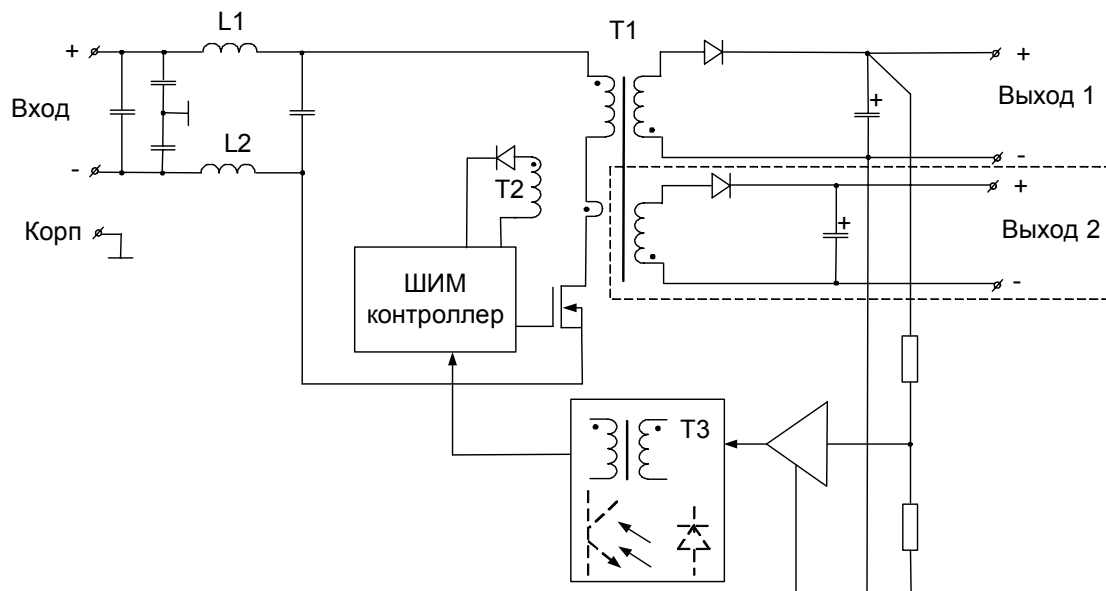 L1
T1
+
+
Вход
+
Выход 1
L2
-
-
T2
+
+
Корп
Выход 2
ШИМ
контроллер
-
T3